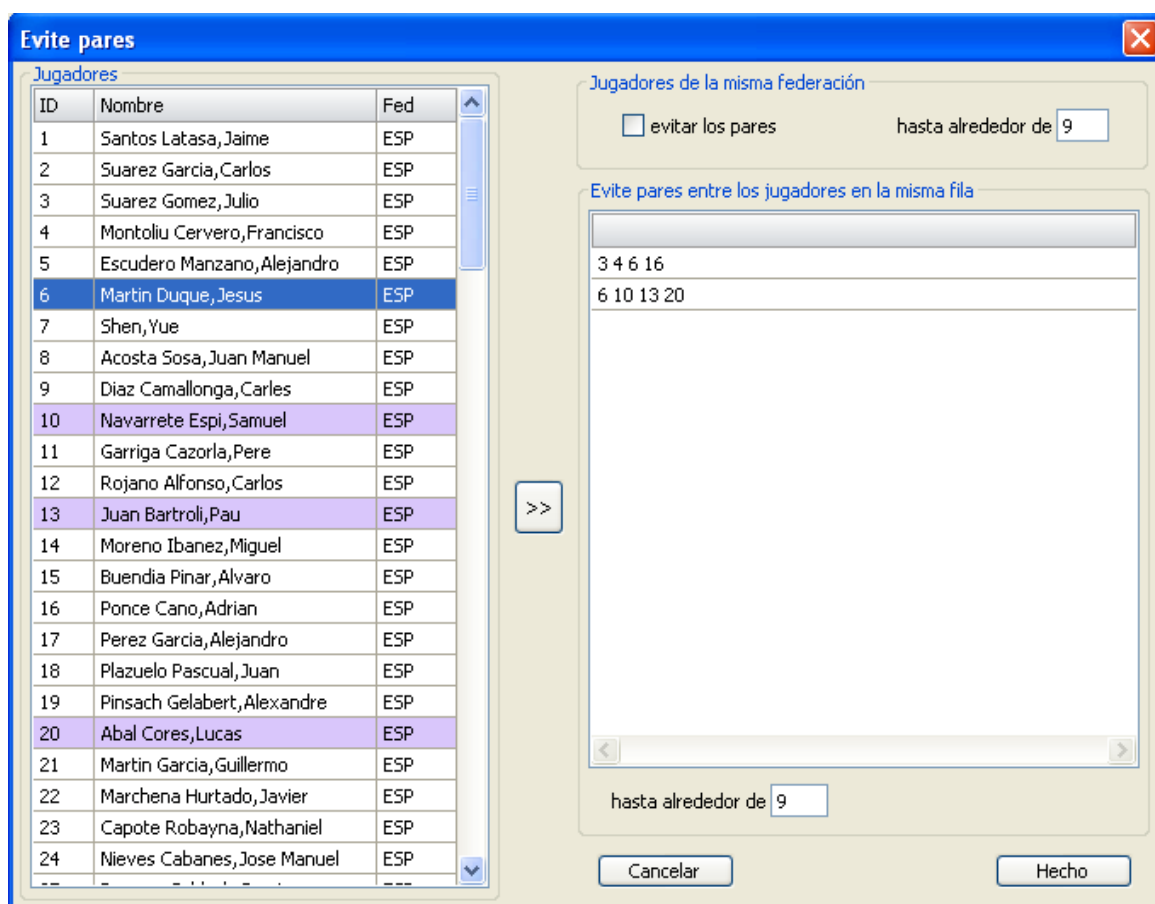 Evite pares
Jugadores
ID Nombre Fed
1 Santos Latasa,Jaime ESP
2 Suarez Garcia,Carlos ESP
3 Suarez Gomez,Julio ESP
4 Montoliu Cervero,Francisco ESP
5 Escudero Manzano,Alejandro ESP
6 Martin Duque,Jesus ESP
7 Shen,Yue ESP
8 Acosta Sosa,Juan Manuel ESP
9 Diaz Camallonga,Carles ESP
10 Navarrete Espi,Samuel ESP
11 Garriga Cazorla,Pere ESP
12 Rojano Alfonso,Carlos ESP
13 Juan Bartroli,Pau ESP
14 Moreno Ibanez,Miguel ESP
15 Buendia Pinar,Alvaro ESP
16 Ponce Cano,Adrian ESP
17 Perez Garcia,Alejandro ESP
18 Plazuelo Pascual,Juan ESP
19 Pinsach Gelabert,Alexandre ESP
20 Abal Cores,Lucas ESP
21 Martin Garcia,Guillermo ESP
22 Marchena Hurtado,Javier ESP
23 Capote Robayna,Nathaniel ESP
24 Nieves Cabanes,Jose Manuel ESP
>>
Jugadores de la misma federación
evitar los pares hasta alrededor de 9
Evite pares entre los jugadores en la misma fila
3 4 6 16
6 10 13 20
hasta alrededor de 9
Cancelar Hecho